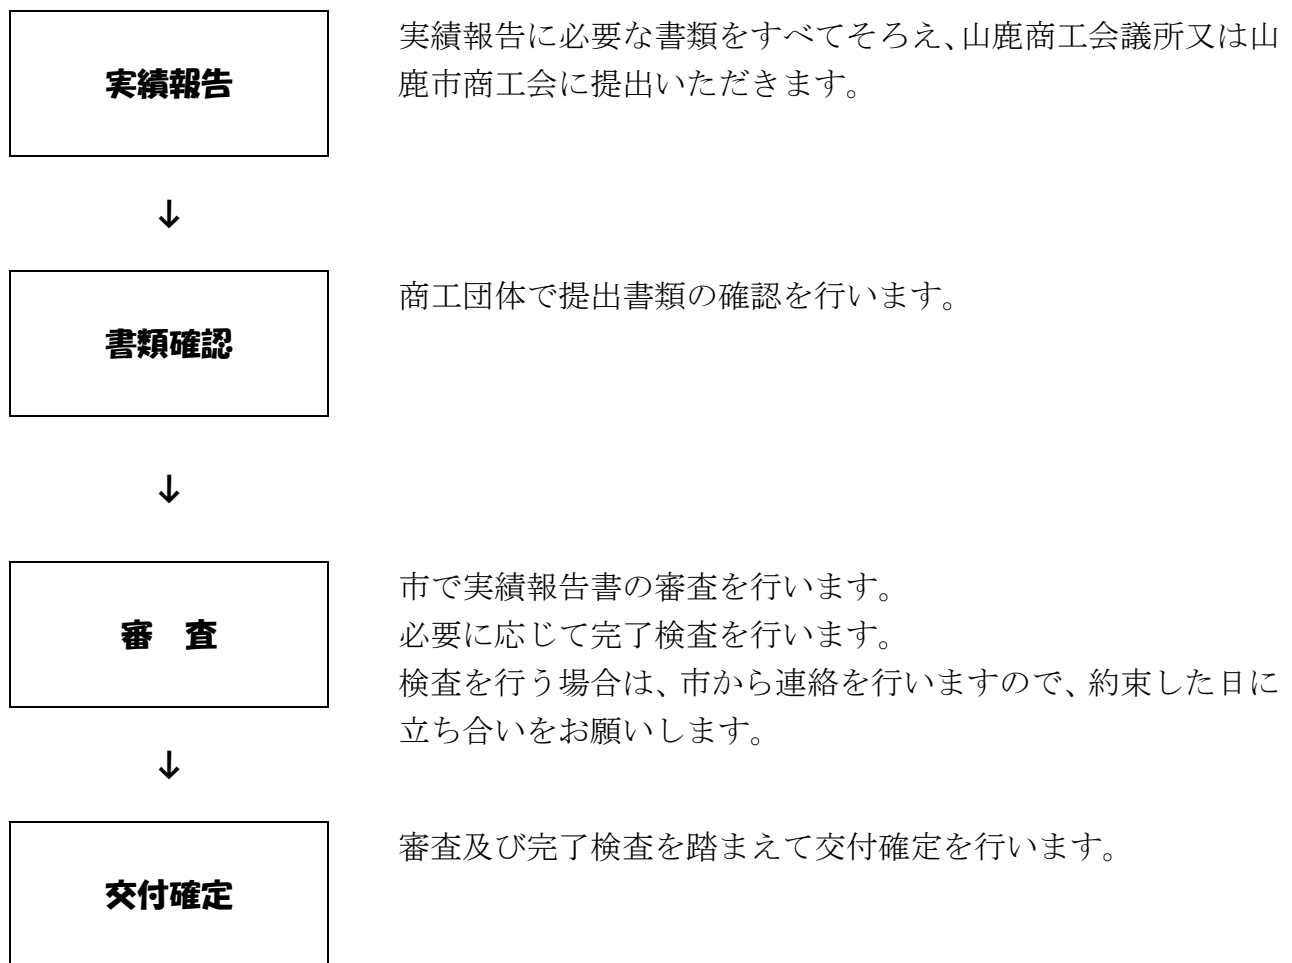 実績報告
実績報告に必要な書類をすべてそろえ、山鹿商工会議所又は山
鹿市商工会に提出いただきます。
↓
書類確認
商工団体で提出書類の確認を行います。
↓
審　査
市で実績報告書の審査を行います。
必要に応じて完了検査を行います。
検査を行う場合は、市から連絡を行いますので、約束した日に
立ち合いをお願いします。
↓
交付確定
審査及び完了検査を踏まえて交付確定を行います。